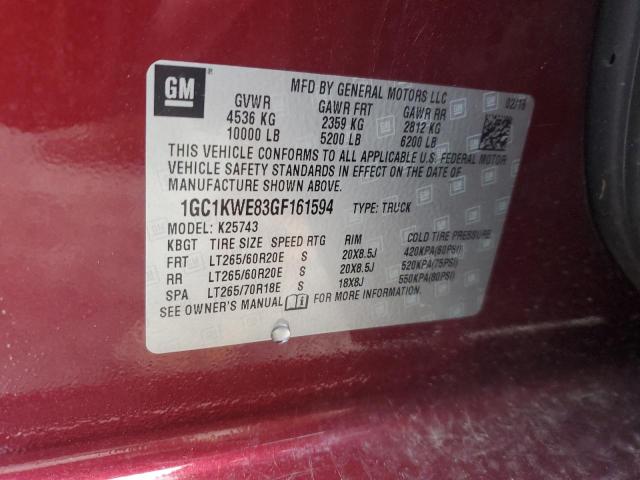 GM
MFD BY GENERAL MOTORS LLC
02/16
GVWR GAWR FRT GAWR RR
4536 KG 2359 KG 2812 KG
10000 LB 5200 LB 6200 LB
THIS VEHICLE CONFORMS TO ALL APPLICABLE U.S. FEDERAL MOTOR
VEHICLE SAFETY STANDARDS IN EFFECT ON THE DATE OF
MANUFACTURE SHOWN ABOVE.
1GC1KWE83GF161594 TYPE: TRUCK
MODEL: K25743
KBGT TIRE SIZE SPEED RTG RIM COLD TIRE PRESSURE
FRT LT265/60R20E S 20X8.5J 420KPA(60PSI)
RR LT265/60R20E S 20X8.5J 520KPA(75PSI)
SPA LT265/70R18E S 18X8J 550KPA(80PSI)
SEE OWNER'S MANUAL FOR MORE INFORMATION.